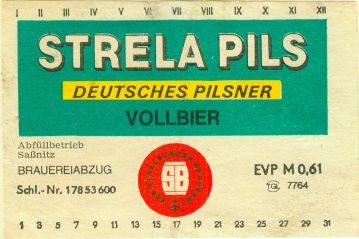 I II III IV V VI VII VIII IX X XI XII
STRELA PILS
DEUTSCHES PILSNER
VOLLBIER
Abfüllbetrieb
Saßnitz
BRAUEREIABZUG
Schl.-Nr. 178 53 600
SB
EVP M 0,61
TGL 7764
1 3 5 7 9 11 13 15 17 19 21 23 25 27 29 31